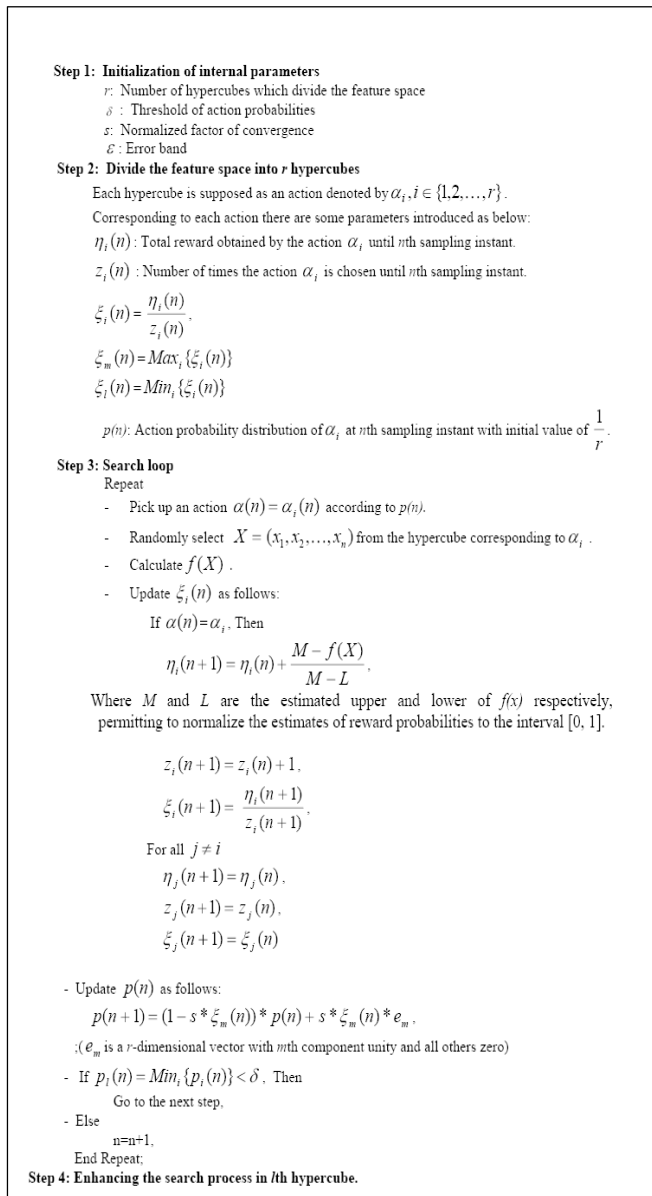 Step 1: Initialization of internal parameters
r: Number of hypercubes which divide the feature space
δ : Threshold of action probabilities
s: Normalized factor of convergence
ε : Error band
Step 2: Divide the feature space into r hypercubes
Each hypercube is supposed as an action denoted by α_i, i ∈ {1,2,...,r} .
Corresponding to each action there are some parameters introduced as below:
η_i(n) : Total reward obtained by the action α_i until nth sampling instant.
z_i(n) : Number of times the action α_i is chosen until nth sampling instant.
ξ_i(n) = η_i(n) / z_i(n) ,
ξ_m(n) = Max_i {ξ_i(n)}
ξ_l(n) = Min_i {ξ_i(n)}
p(n): Action probability distribution of α_i at nth sampling instant with initial value of 1/r .
Step 3: Search loop
Repeat
- Pick up an action α(n) = α_i(n) according to p(n).
- Randomly select X = (x_1, x_2,..., x_n) from the hypercube corresponding to α_i .
- Calculate f(X) .
- Update ξ_i(n) as follows:
If α(n) = α_i, Then
η_i(n+1) = η_i(n) + (M − f(X)) / (M − L) ,
Where M and L are the estimated upper and lower of f(x) respectively,
permitting to normalize the estimates of reward probabilities to the interval [0, 1].
z_i(n+1) = z_i(n) + 1 ,
ξ_i(n+1) = η_i(n+1) / z_i(n+1) ,
For all j ≠ i
η_j(n+1) = η_j(n) ,
z_j(n+1) = z_j(n),
ξ_j(n+1) = ξ_j(n)
- Update p(n) as follows:
p(n+1) = (1 − s * ξ_m(n)) * p(n) + s * ξ_m(n) * e_m ,
;( e_m is a r-dimensional vector with mth component unity and all others zero)
- If p_l(n) = Min_i {p_i(n)} < δ , Then
Go to the next step,
- Else
n=n+1,
End Repeat;
Step 4: Enhancing the search process in lth hypercube.